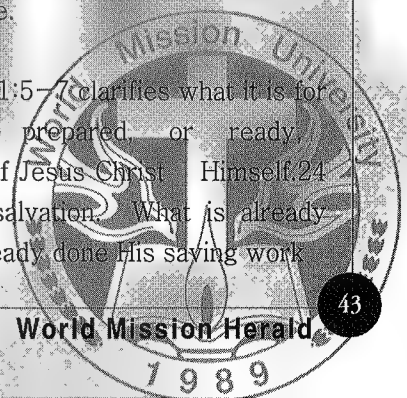 e.
1:5-7 clarifies what it is for
prepared, or ready,
of Jesus Christ Himself.24
salvation. What is already
eady done His saving work
43
World Mission Herald
World Mission University
1989